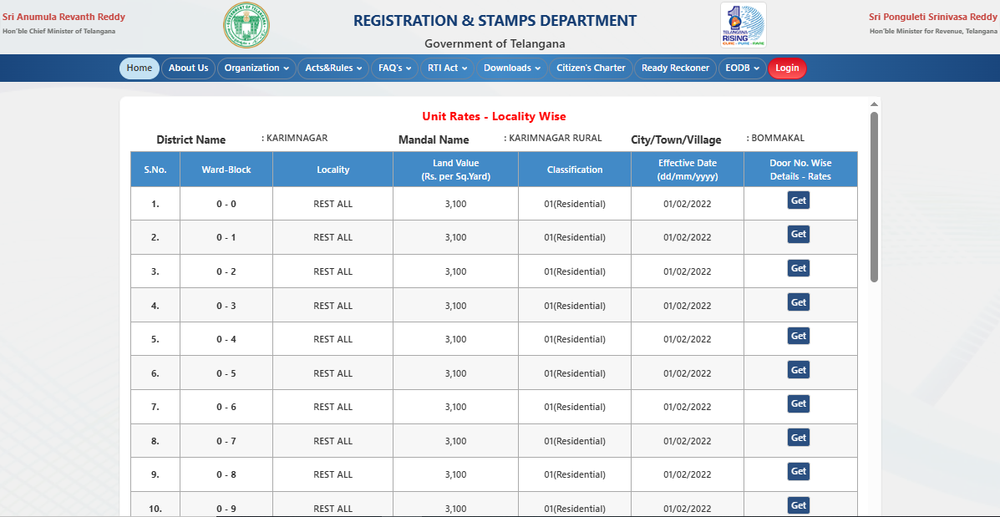 Sri Anumula Revanth Reddy
Hon'ble Chief Minister of Telangana
REGISTRATION & STAMPS DEPARTMENT
Government of Telangana
TELANGANA
RISING
CURE - PURE - RARE
Sri Ponguleti Srinivasa Reddy
Hon'ble Minister for Revenue, Telangana
Home About Us Organization Acts&Rules FAQ's RTI Act Downloads Citizen's Charter Ready Reckoner EODB Login
Unit Rates - Locality Wise
District Name : KARIMNAGAR Mandal Name : KARIMNAGAR RURAL City/Town/Village : BOMMAKAL
S.No. Ward-Block Locality Land Value (Rs. per Sq.Yard) Classification Effective Date (dd/mm/yyyy) Door No. Wise Details - Rates
1. 0 - 0 REST ALL 3,100 01(Residential) 01/02/2022 Get
2. 0 - 1 REST ALL 3,100 01(Residential) 01/02/2022 Get
3. 0 - 2 REST ALL 3,100 01(Residential) 01/02/2022 Get
4. 0 - 3 REST ALL 3,100 01(Residential) 01/02/2022 Get
5. 0 - 4 REST ALL 3,100 01(Residential) 01/02/2022 Get
6. 0 - 5 REST ALL 3,100 01(Residential) 01/02/2022 Get
7. 0 - 6 REST ALL 3,100 01(Residential) 01/02/2022 Get
8. 0 - 7 REST ALL 3,100 01(Residential) 01/02/2022 Get
9. 0 - 8 REST ALL 3,100 01(Residential) 01/02/2022 Get
10. 0 - 9 REST ALL 3,100 01(Residential) 01/02/2022 Get